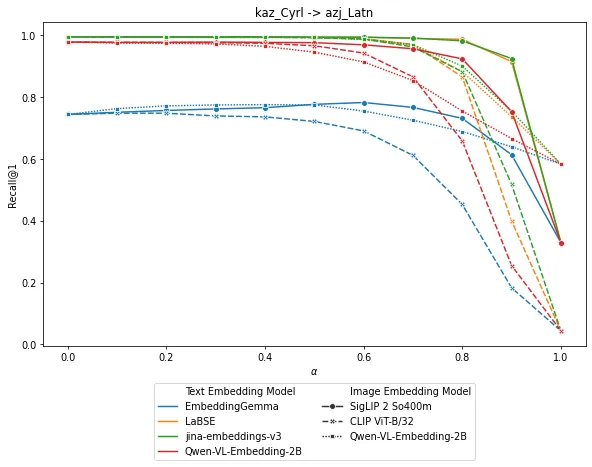 kaz_Cyrl -> azj_Latn
1.0
0.8
0.6
0.4
0.2
0.0
Recall@1
0.0 0.2 0.4 0.6 0.8 1.0
α
Text Embedding Model Image Embedding Model
EmbeddingGemma SigLIP 2 So400m
LaBSE CLIP ViT-B/32
jina-embeddings-v3 Qwen-VL-Embedding-2B
Qwen-VL-Embedding-2B